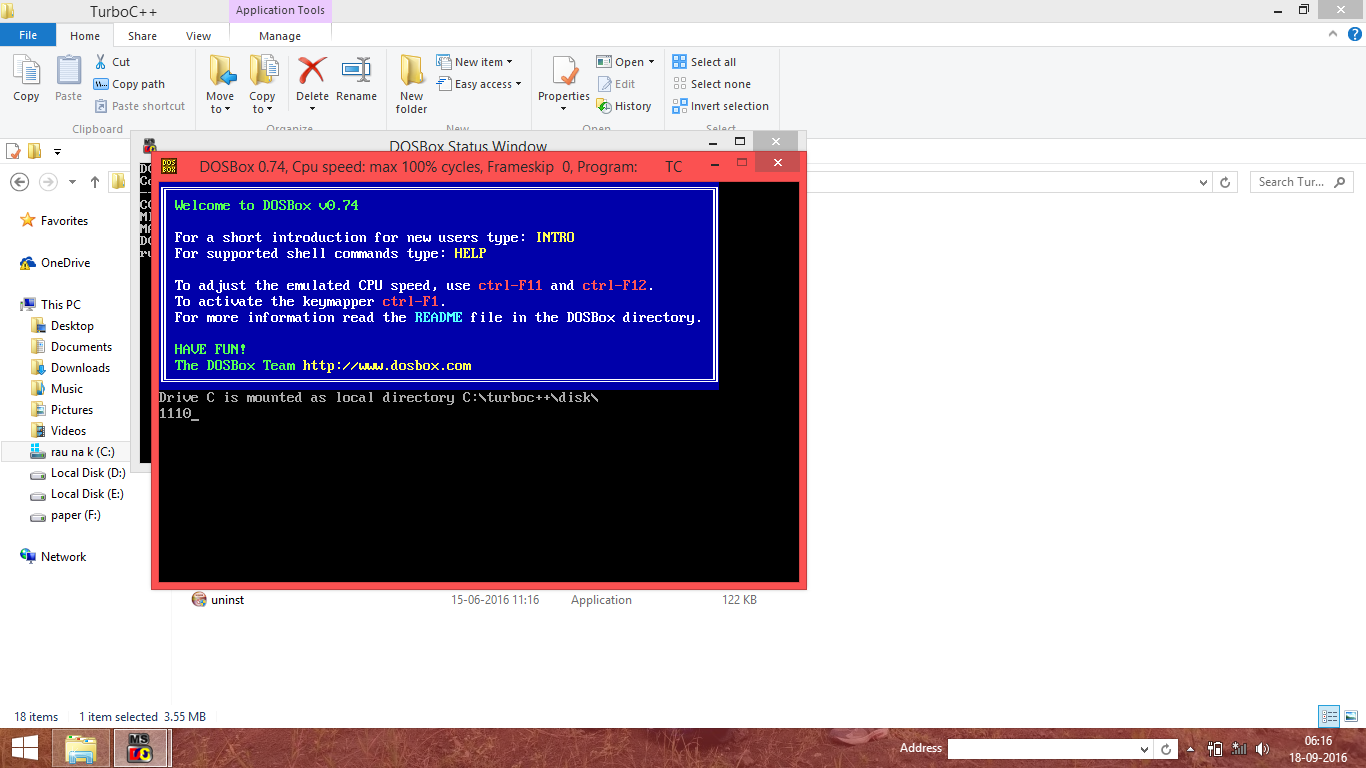 TurboC++
Application Tools
File
Home
Share
View
Manage
Copy
Paste
Cut
Copy path
Paste shortcut
Clipboard
Move to
Copy to
Delete
Rename
Organize
New folder
New item
Easy access
New
Properties
Open
Edit
History
Open
Select all
Select none
Invert selection
Select
DOSBox Status Window
DOSBox 0.74, Cpu speed: max 100% cycles, Frameskip 0, Program: TC
Search Tur...
Favorites
OneDrive
This PC
Desktop
Documents
Downloads
Music
Pictures
Videos
rau na k (C:)
Local Disk (D:)
Local Disk (E:)
paper (F:)
Network
Welcome to DOSBox v0.74
For a short introduction for new users type: INTRO
For supported shell commands type: HELP
To adjust the emulated CPU speed, use ctrl-F11 and ctrl-F12.
To activate the keymapper ctrl-F1.
For more information read the README file in the DOSBox directory.
HAVE FUN!
The DOSBox Team http://www.dosbox.com
Drive C is mounted as local directory C:\turboc++\disk\
1110_
uninst 15-06-2016 11:16 Application 122 KB
18 items 1 item selected 3.55 MB
MS
Address
06:16
18-09-2016